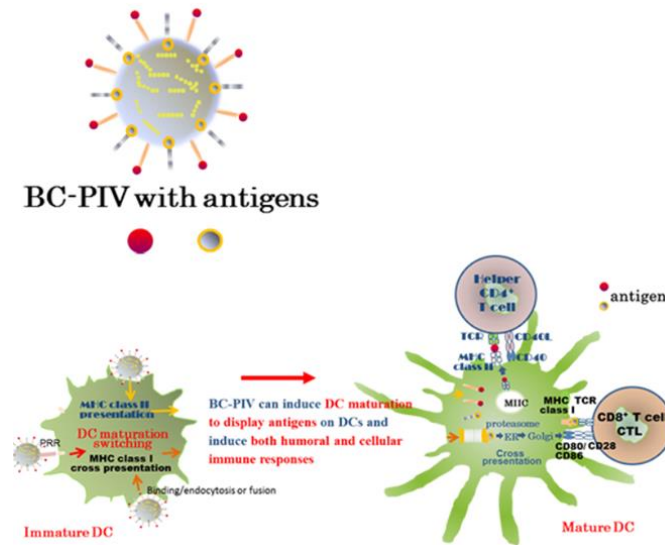 BC-PIV with antigens
Helper
CD4+
T cell
antigen
TCR
CD40L
MHC
class II
CD40
MHC class II
presentation
DC maturation
switching
MHC class I
cross presentation
PRR
Binding/endocytosis or fusion
Immature DC
BC-PIV can induce DC maturation
to display antigens on DCs and
induce both humoral and cellular
immune responses
MIIC
proteasome
ER
Golgi
Cross
presentation
MHC
class I
TCR
CD80/
CD86
CD28
CD8+ T cell
CTL
Mature DC